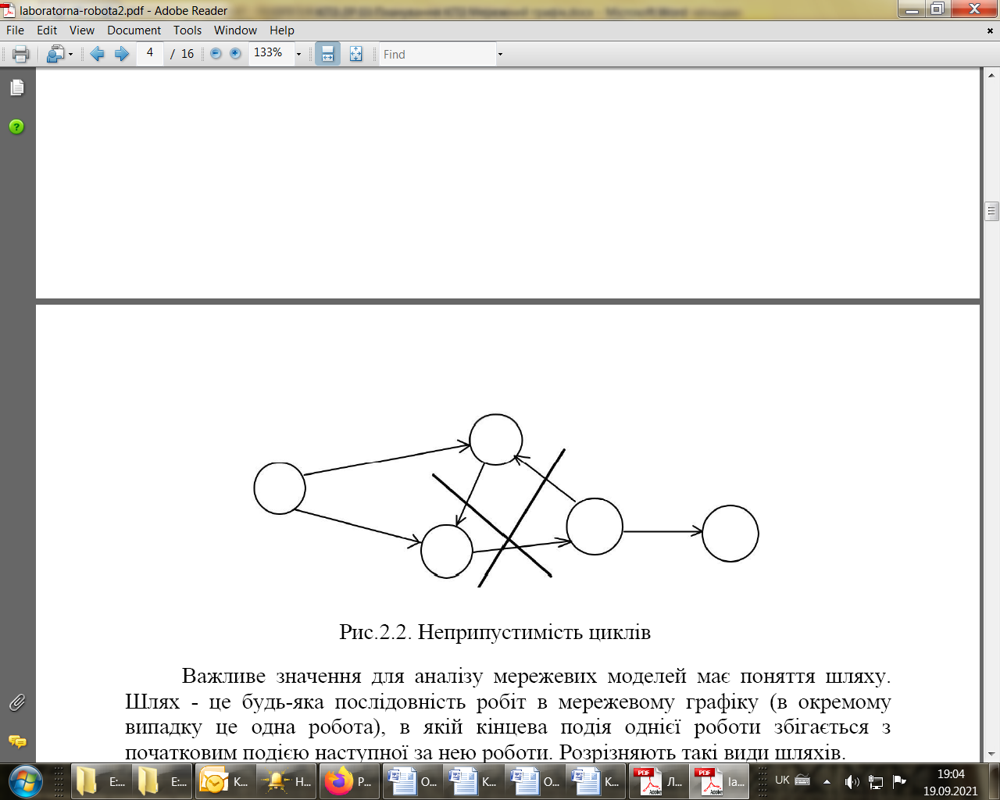 laboratorna-robota2.pdf - Adobe Reader
File Edit View Document Tools Window Help
4 / 16 133% Find
Рис.2.2. Неприпустимість циклів
Важливе значення для аналізу мережевих моделей має поняття шляху.
Шлях - це будь-яка послідовність робіт в мережевому графіку (в окремому
випадку це одна робота), в якій кінцева подія однієї роботи збігається з
початковим подією наступної за нею роботи. Розрізняють такі види шляхів.
E:... E:... К... Н... Р... О... К... О... К... Л... la... UK 19:04
19.09.2021